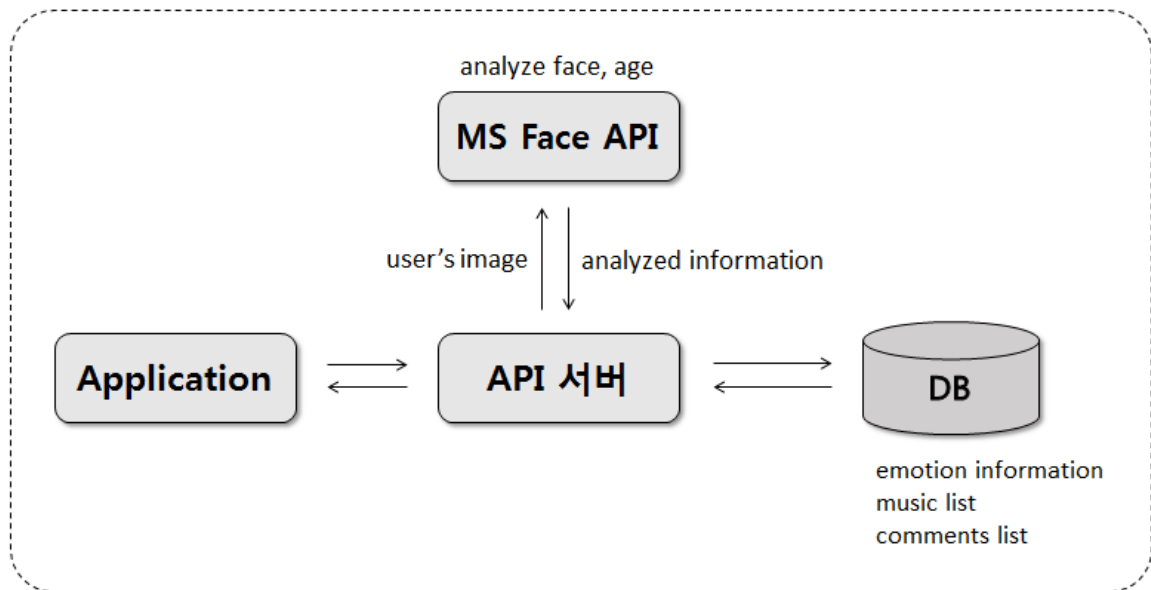 analyze face, age
MS Face API
user's image
analyzed information
Application
API 서버
DB
emotion information
music list
comments list